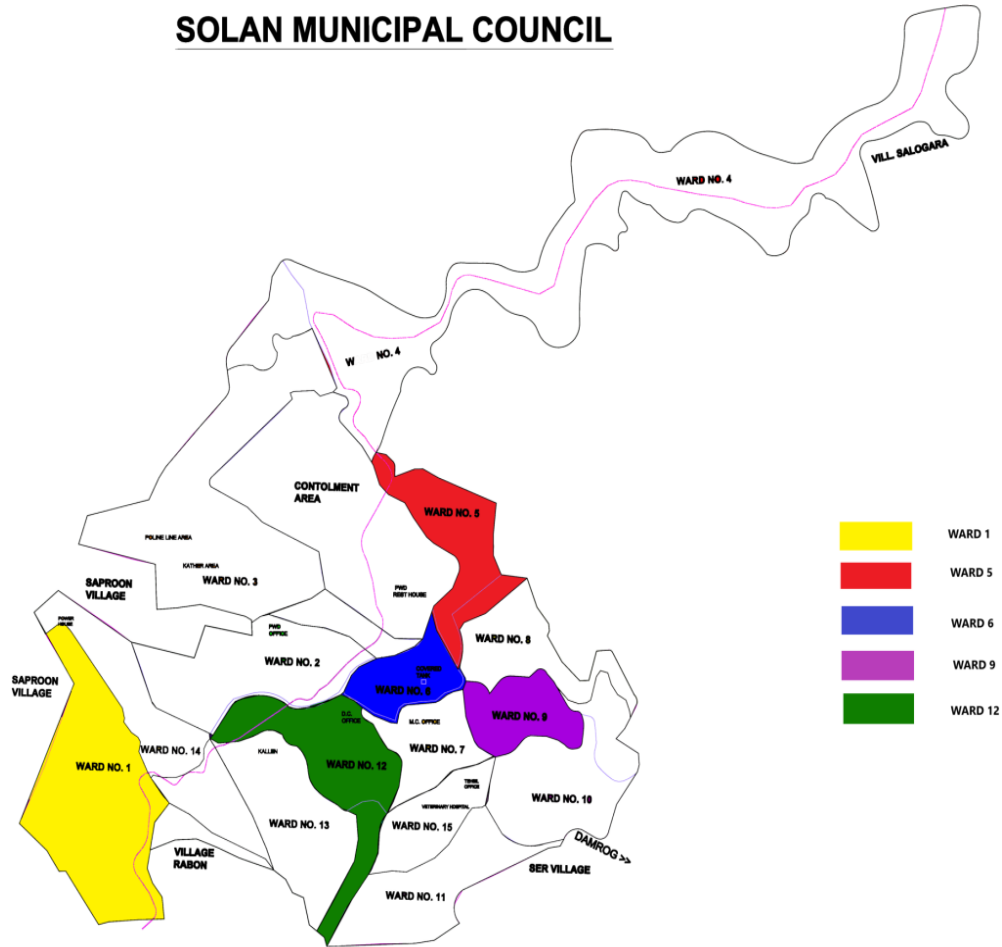 SOLAN MUNICIPAL COUNCIL
VILL. SALOGARA
WARD NO. 4
W NO. 4
CONTOLMENT
AREA
WARD NO. 5
POLINE LINE AREA
KATHER AREA
WARD NO. 3
SAPROON
VILLAGE
PWD
REST HOUSE
POWER
HOUSE
PWD
OFFICE
WARD NO. 2
WARD NO. 8
SAPROON
VILLAGE
COVERED
WARD NO. 6
D.C.
OFFICE
M.C. OFFICE
WARD NO. 9
WARD NO. 14
KALLEN
WARD NO. 7
WARD NO. 1
WARD NO. 12
TEHSIL
OFFICE
VETERINARY HOSPITAL
WARD NO. 10
WARD NO. 13
WARD NO. 15
VILLAGE
RABON
DAMROG >>
SER VILLAGE
WARD NO. 11
WARD 1
WARD 5
WARD 6
WARD 9
WARD 12